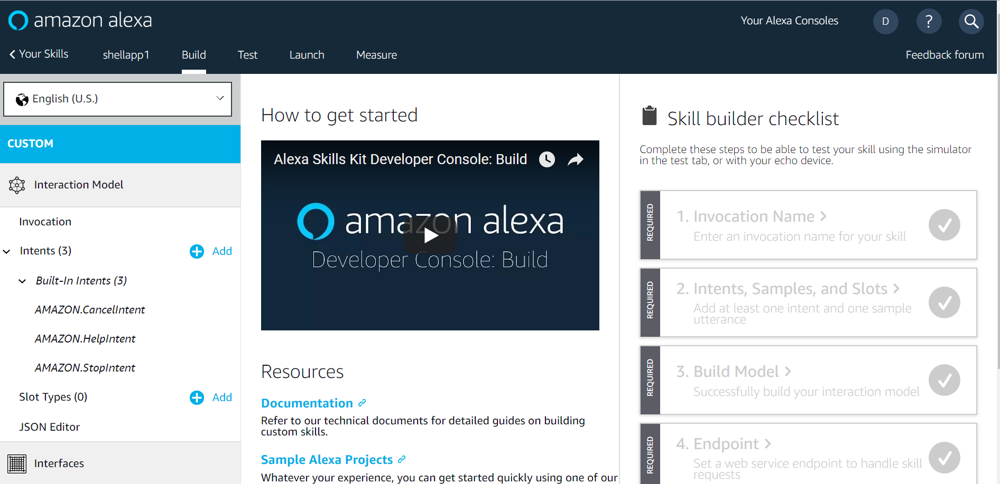 amazon alexa
Your Alexa Consoles
D
?
Your Skills
shellapp1
Build
Test
Launch
Measure
Feedback forum
English (U.S.)
CUSTOM
Interaction Model
Invocation
Intents (3)
Add
Built-In Intents (3)
AMAZON.CancelIntent
AMAZON.HelpIntent
AMAZON.StopIntent
Slot Types (0)
Add
JSON Editor
Interfaces
How to get started
Alexa Skills Kit Developer Console: Build
amazon alexa
Developer Console: Build
Resources
Documentation
Refer to our technical documents for detailed guides on building
custom skills.
Sample Alexa Projects
Whatever your experience, you can get started quickly using one of our
Skill builder checklist
Complete these steps to be able to test your skill using the simulator
in the test tab, or with your echo device.
REQUIRED
1. Invocation Name >
Enter an invocation name for your skill
REQUIRED
2. Intents, Samples, and Slots >
Add at least one intent and one sample
utterance
REQUIRED
3. Build Model >
Successfully build your interaction model
REQUIRED
4. Endpoint >
Set a web service endpoint to handle skill
requests